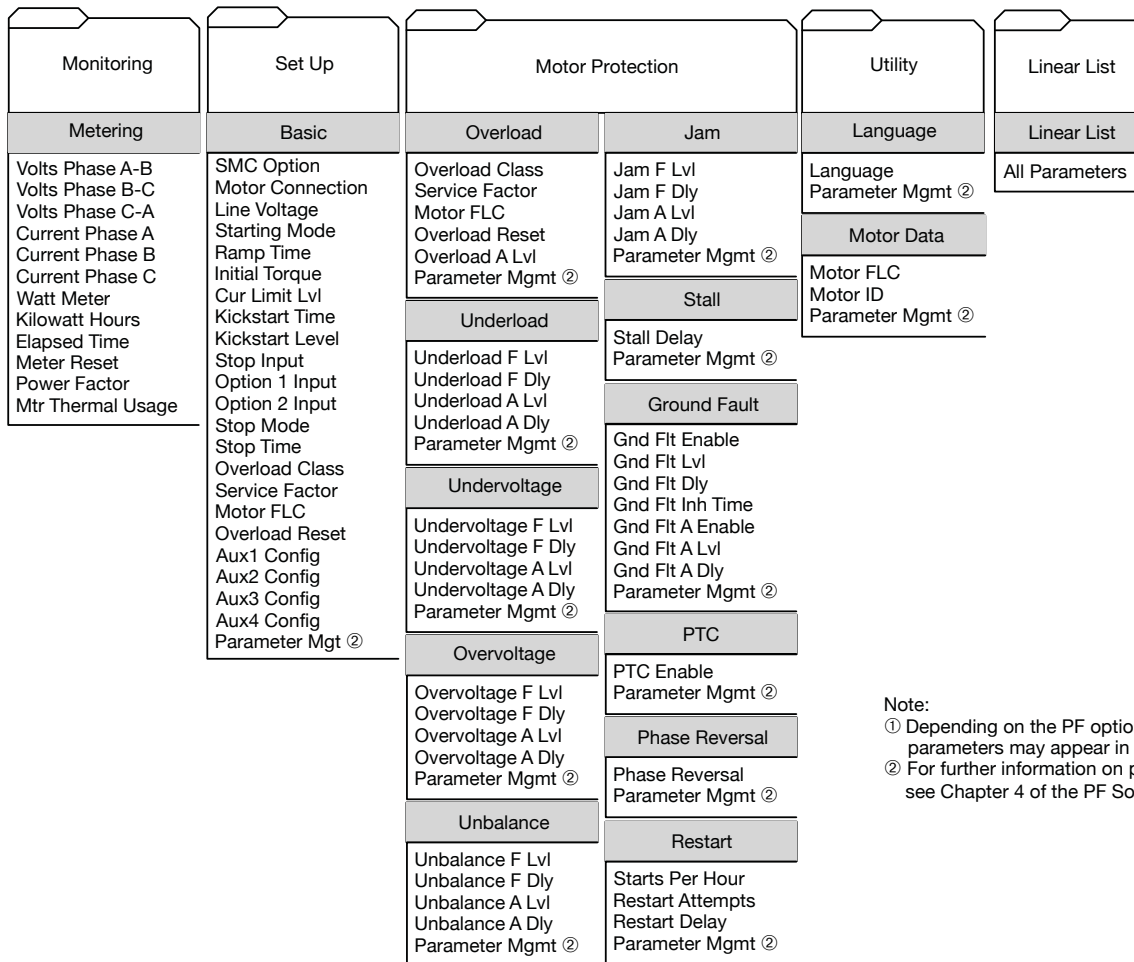 Monitoring
Metering
Volts Phase A-B
Volts Phase B-C
Volts Phase C-A
Current Phase A
Current Phase B
Current Phase C
Watt Meter
Kilowatt Hours
Elapsed Time
Meter Reset
Power Factor
Mtr Thermal Usage
Set Up
Basic
SMC Option
Motor Connection
Line Voltage
Starting Mode
Ramp Time
Initial Torque
Cur Limit Lvl
Kickstart Time
Kickstart Level
Stop Input
Option 1 Input
Option 2 Input
Stop Mode
Stop Time
Overload Class
Service Factor
Motor FLC
Overload Reset
Aux1 Config
Aux2 Config
Aux3 Config
Aux4 Config
Parameter Mgt ②
Motor Protection
Overload
Overload Class
Service Factor
Motor FLC
Overload Reset
Overload A Lvl
Parameter Mgmt ②
Underload
Underload F Lvl
Underload F Dly
Underload A Lvl
Underload A Dly
Parameter Mgmt ②
Undervoltage
Undervoltage F Lvl
Undervoltage F Dly
Undervoltage A Lvl
Undervoltage A Dly
Parameter Mgmt ②
Overvoltage
Overvoltage F Lvl
Overvoltage F Dly
Overvoltage A Lvl
Overvoltage A Dly
Parameter Mgmt ②
Unbalance
Unbalance F Lvl
Unbalance F Dly
Unbalance A Lvl
Unbalance A Dly
Parameter Mgmt ②
Jam
Jam F Lvl
Jam F Dly
Jam A Lvl
Jam A Dly
Parameter Mgmt ②
Stall
Stall Delay
Parameter Mgmt ②
Ground Fault
Gnd Flt Enable
Gnd Flt Lvl
Gnd Flt Dly
Gnd Flt Inh Time
Gnd Flt A Enable
Gnd Flt A Lvl
Gnd Flt A Dly
Parameter Mgmt ②
PTC
PTC Enable
Parameter Mgmt ②
Phase Reversal
Phase Reversal
Parameter Mgmt ②
Restart
Starts Per Hour
Restart Attempts
Restart Delay
Parameter Mgmt ②
Utility
Language
Language
Parameter Mgmt ②
Motor Data
Motor FLC
Motor ID
Parameter Mgmt ②
Linear List
Linear List
All Parameters
Note:
① Depending on the PF
parameters may appear in
② For further information on
see Chapter 4 of the PF